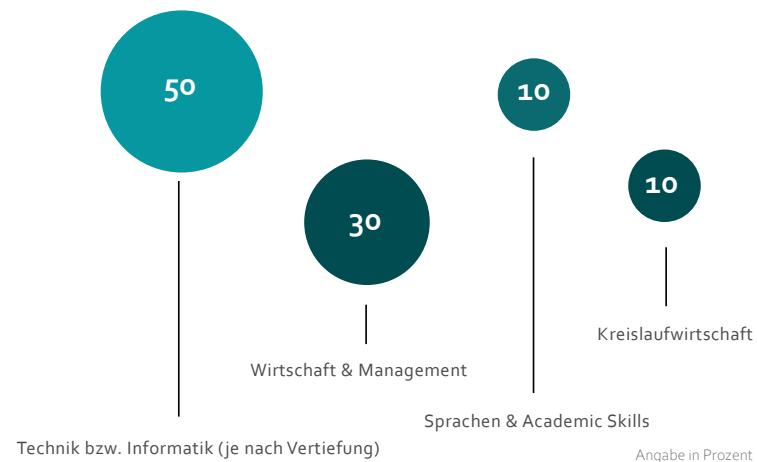 50
10
30
10
Kreislaufwirtschaft
Wirtschaft & Management
Sprachen & Academic Skills
Technik bzw. Informatik (je nach Vertiefung)
Angabe in Prozent